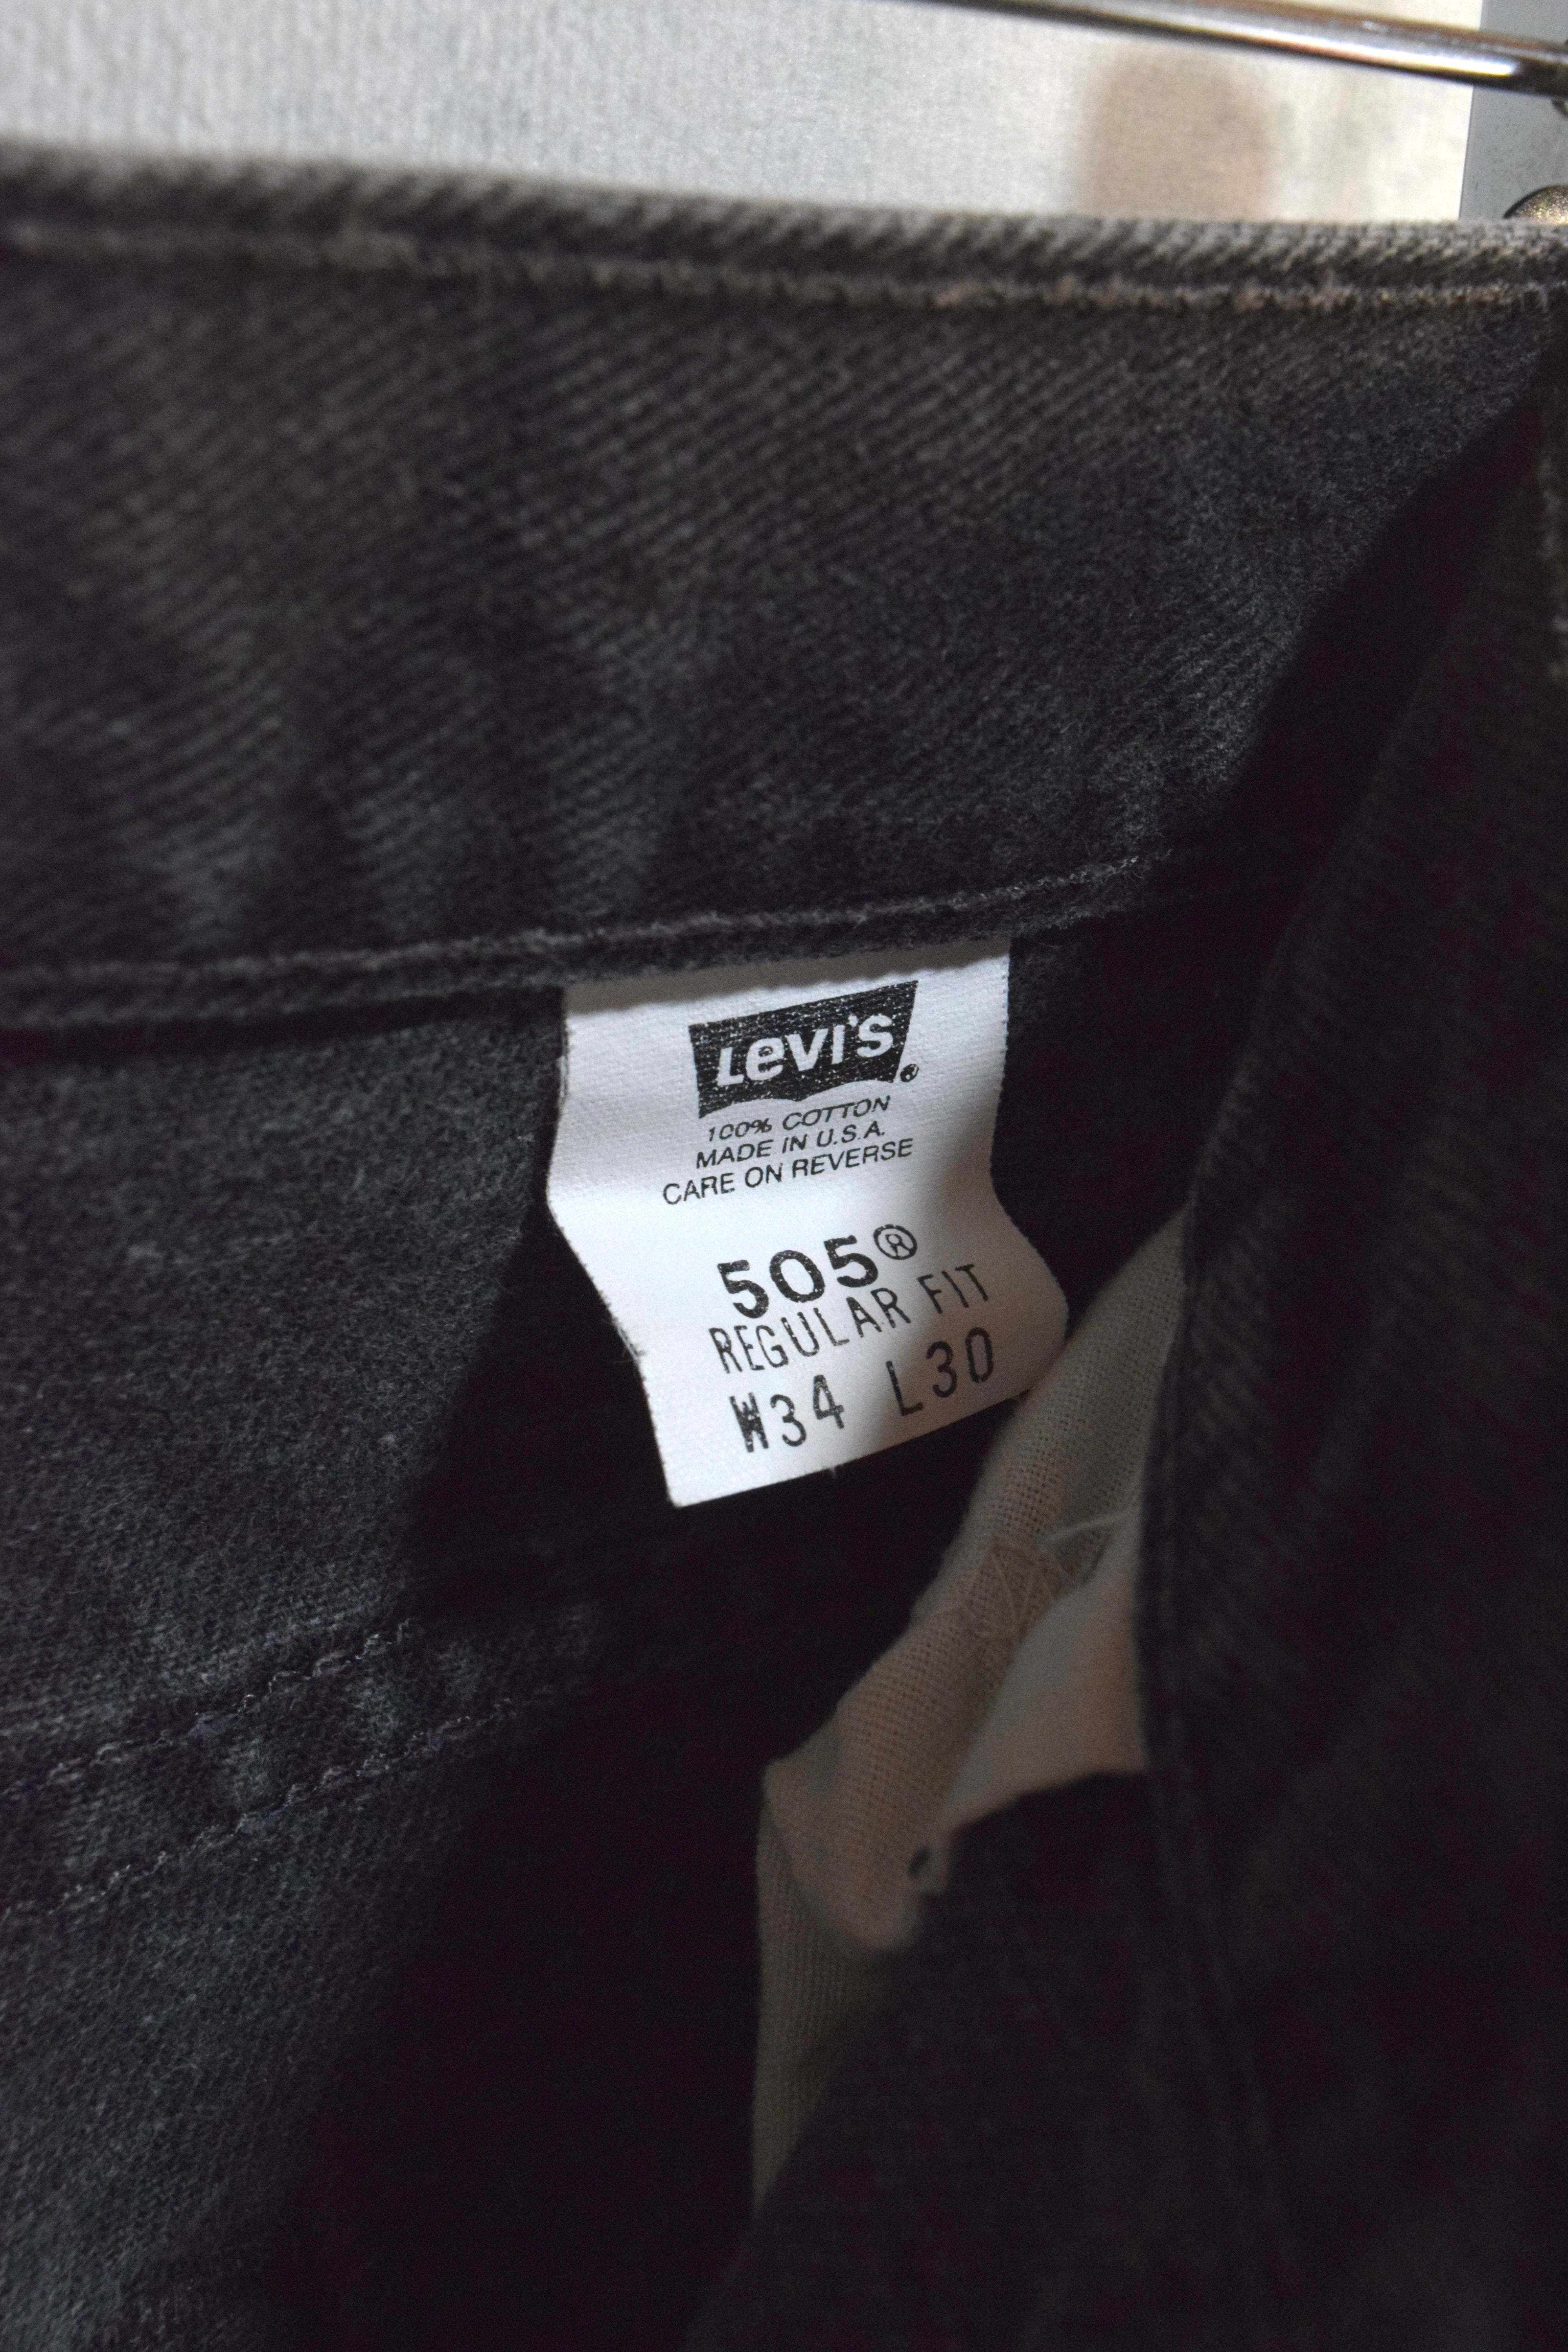 Levi's®
100% COTTON
MADE IN U.S.A.
CARE ON REVERSE
505®
REGULAR FIT
W34 L30